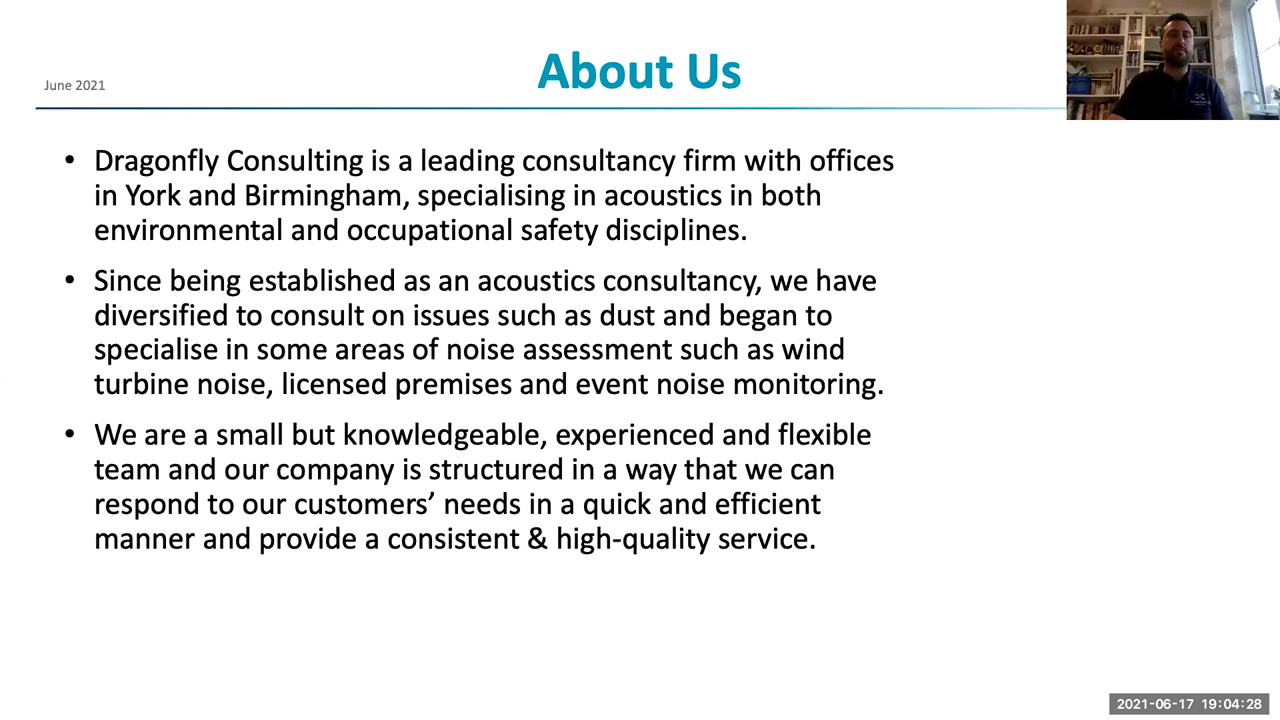 June 2021
About Us
• Dragonfly Consulting is a leading consultancy firm with offices
in York and Birmingham, specialising in acoustics in both
environmental and occupational safety disciplines.
• Since being established as an acoustics consultancy, we have
diversified to consult on issues such as dust and began to
specialise in some areas of noise assessment such as wind
turbine noise, licensed premises and event noise monitoring.
• We are a small but knowledgeable, experienced and flexible
team and our company is structured in a way that we can
respond to our customers’ needs in a quick and efficient
manner and provide a consistent & high-quality service.
2021-06-17 19:04:28